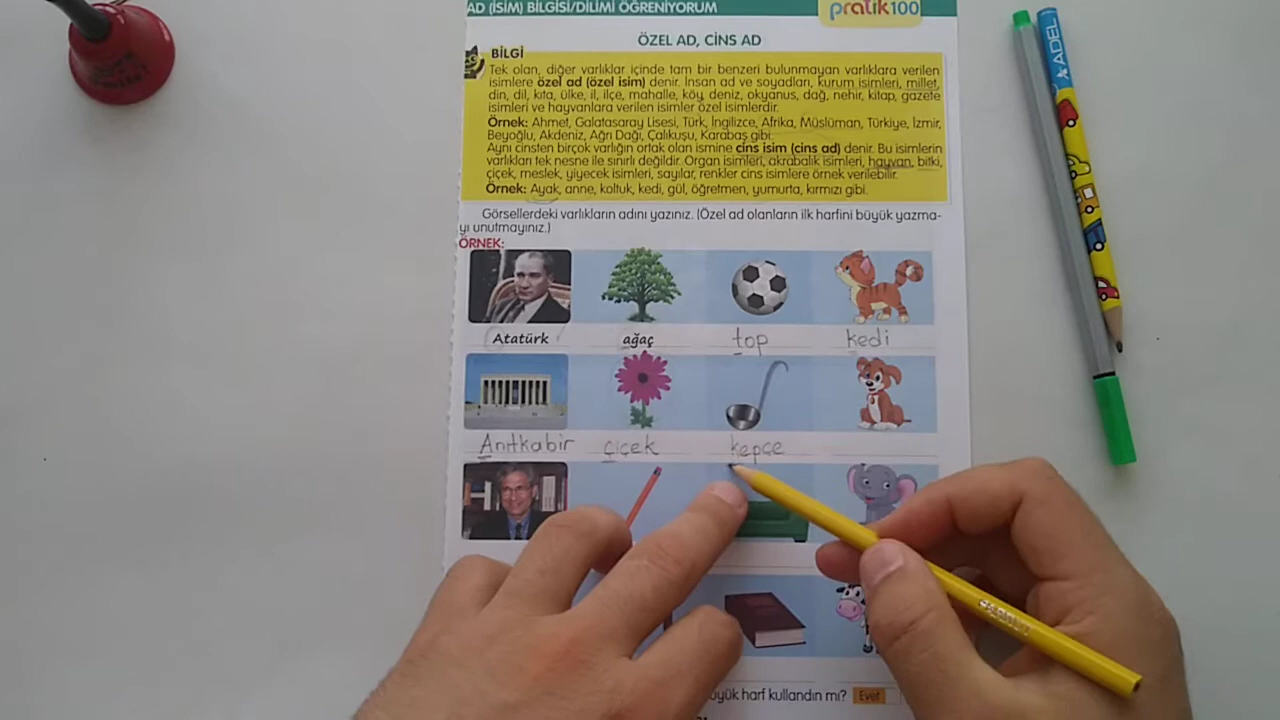 AD (İSİM) BİLGİSİ/DİLİMİ ÖĞRENİYORUM
pratik100
ÖZEL AD, CİNS AD
BİLGİ
Tek olan, diğer varlıklar içinde tam bir benzeri bulunmayan varlıklara verilen
isimlere özel ad (özel isim) denir. İnsan ad ve soyadları, kurum isimleri, millet,
din, dil, kıta, ülke, il, ilçe, mahalle, köy, deniz, okyanus, dağ, nehir, kitap, gazete
isimleri ve hayvanlara verilen isimler özel isimlerdir.
Örnek: Ahmet, Galatasaray Lisesi, Türk, İngilizce, Afrika, Müslüman, Türkiye, İzmir,
Beyoğlu, Akdeniz, Ağrı Dağı, Çalıkuşu, Karabaş gibi.
Aynı cinsten birçok varlığın ortak olan ismine cins isim (cins ad) denir. Bu isimlerin
varlıkları tek nesne ile sınırlı değildir. Organ isimleri, akrabalık isimleri, hayvan, bitki,
çiçek, meslek, yiyecek isimleri, sayılar, renkler cins isimlere örnek verilebilir.
Örnek: Ayak, anne, koltuk, kedi, gül, öğretmen, yumurta, kırmızı gibi.
Görsellerdeki varlıkların adını yazınız. (Özel ad olanların ilk harfini büyük yazma-
yı unutmayınız.)
ÖRNEK:
Atatürk ağaç top kedi
Anıtkabir çiçek kepçe
yük harf kullandın mı? Evet
ADEL